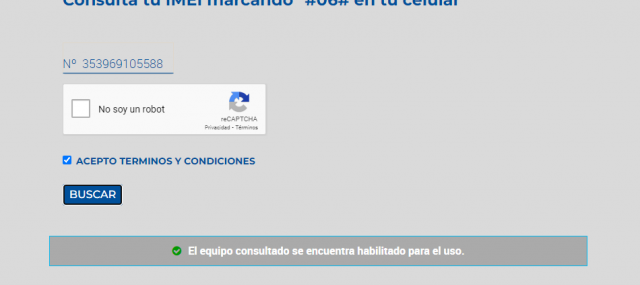 Consulta tu IMEI marcando *#06# en tu celular
Nº 353969105588
No soy un robot
reCAPTCHA
Privacidad - Términos
ACEPTO TERMINOS Y CONDICIONES
BUSCAR
El equipo consultado se encuentra habilitado para el uso.